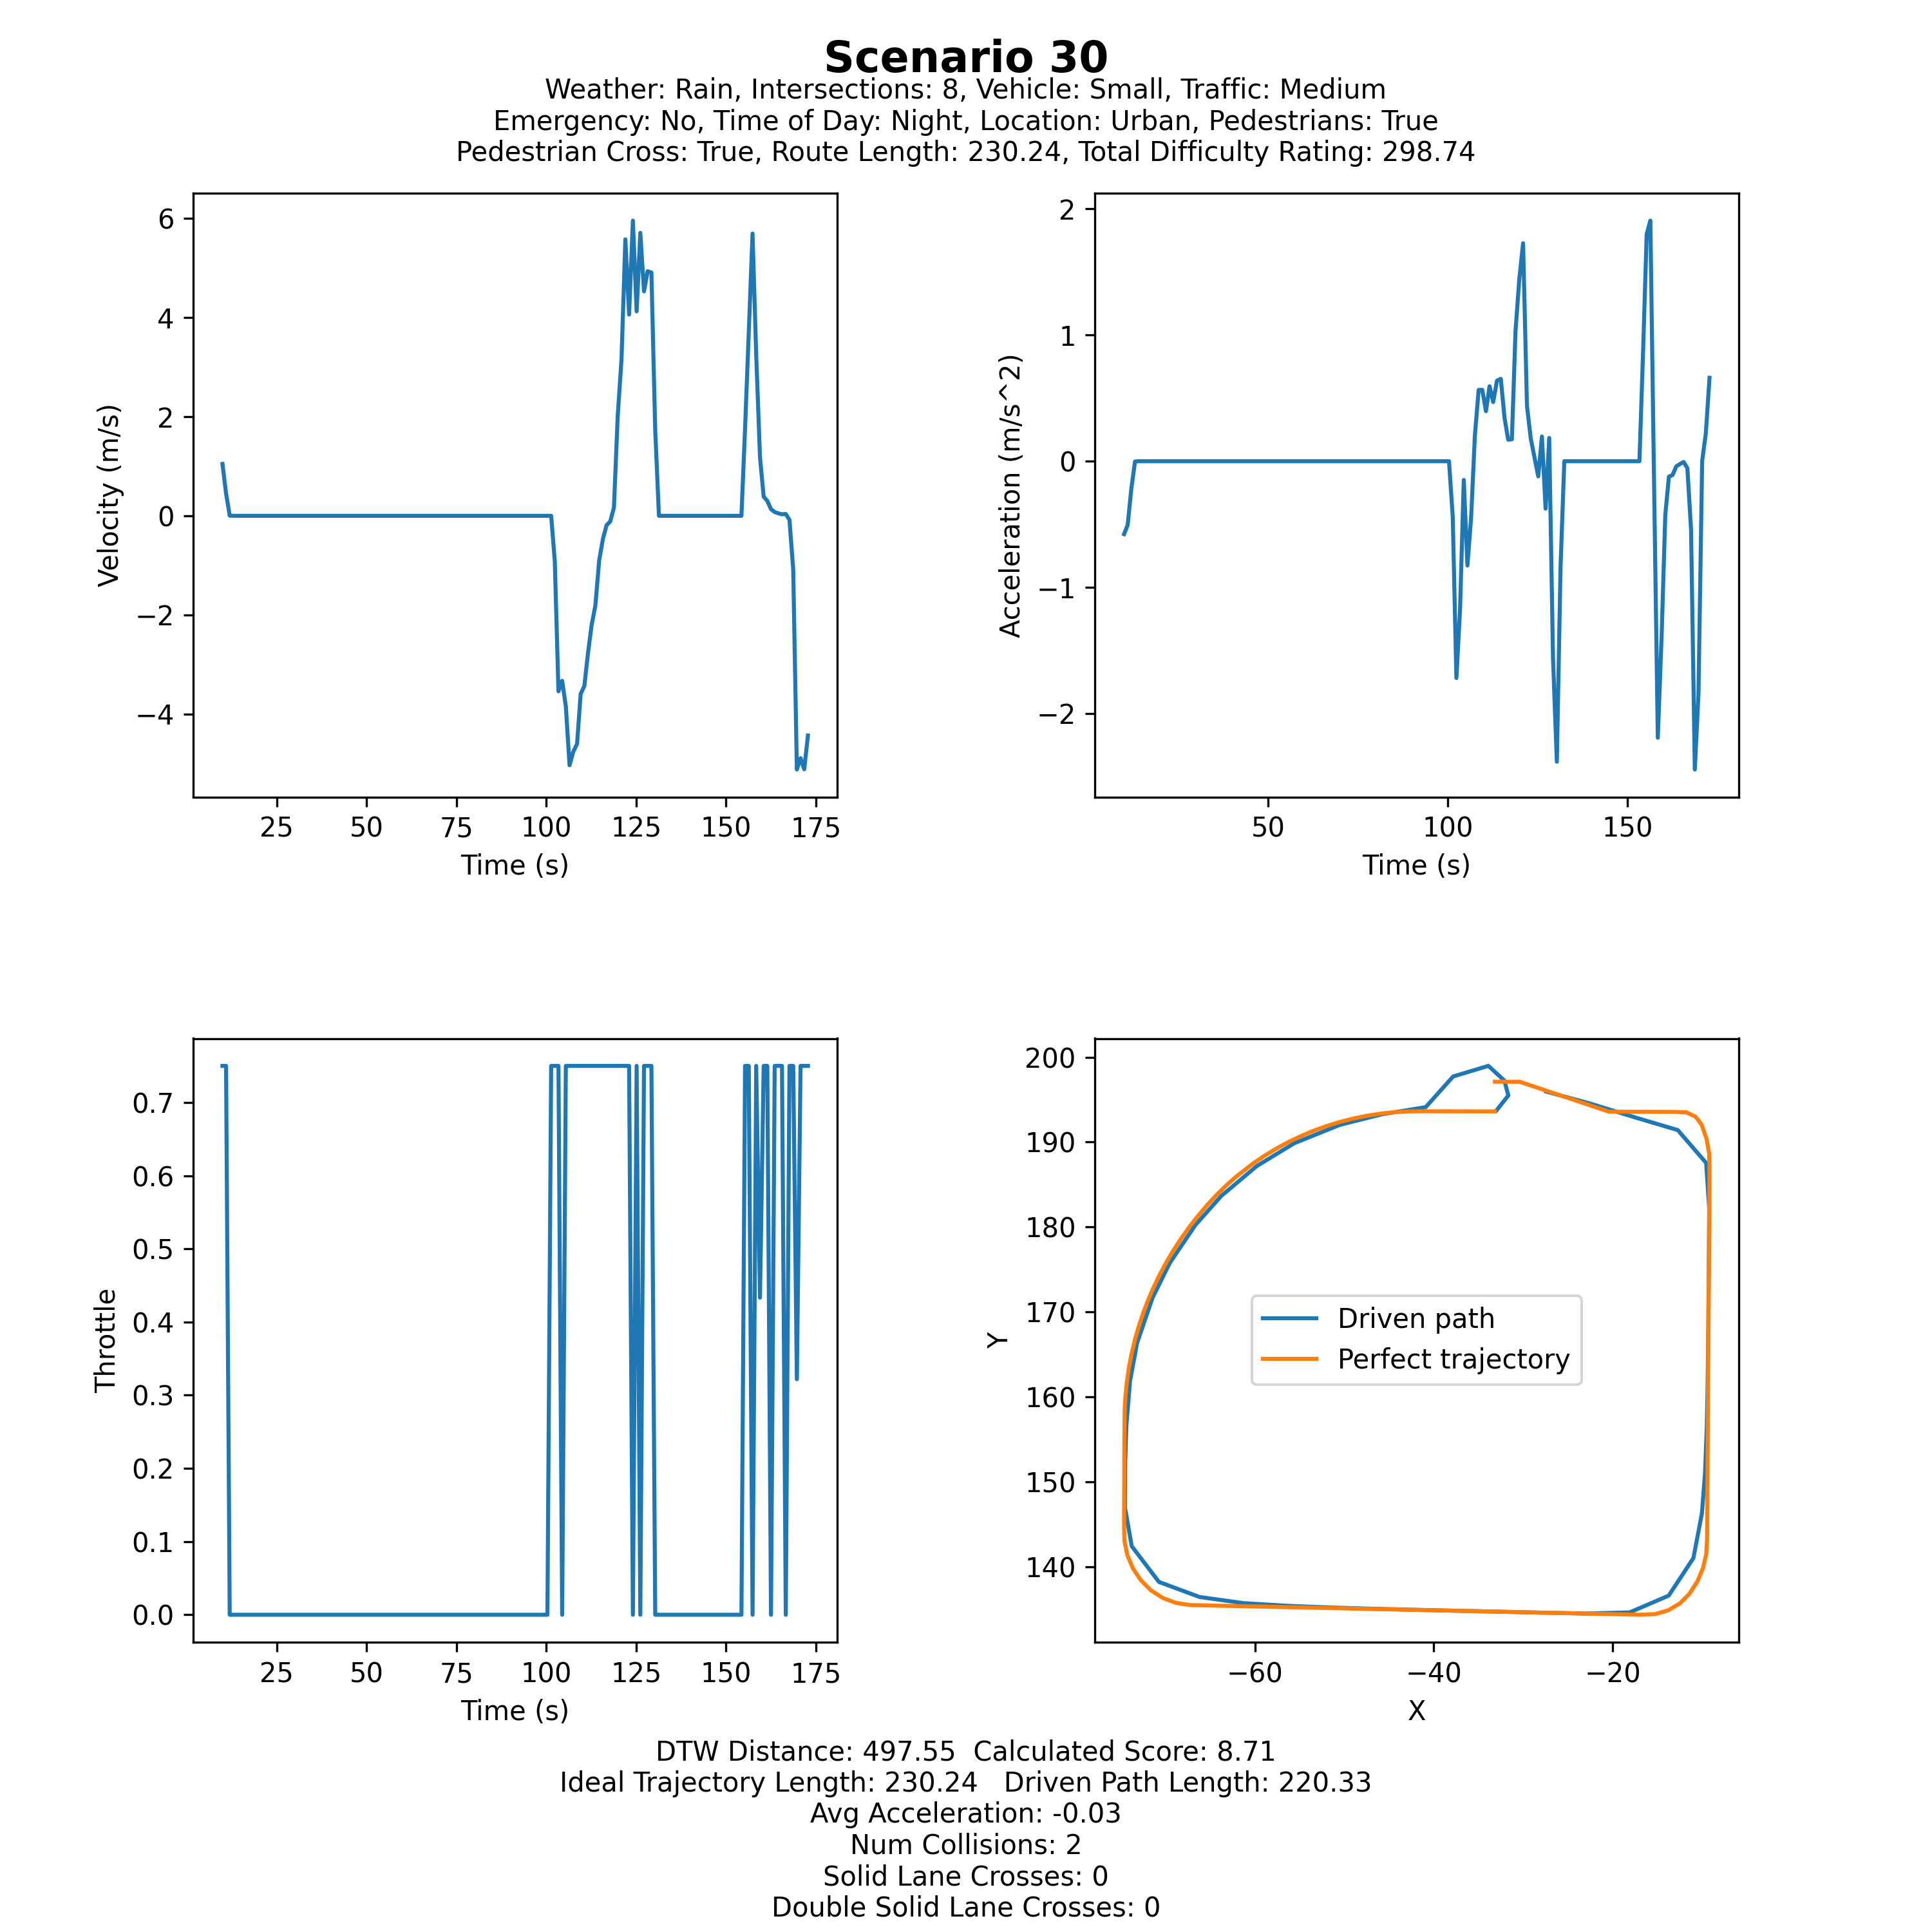 Scenario 30
Weather: Rain, Intersections: 8, Vehicle: Small, Traffic: Medium
Emergency: No, Time of Day: Night, Location: Urban, Pedestrians: True
Pedestrian Cross: True, Route Length: 230.24, Total Difficulty Rating: 298.74
6
4
2
0
−2
−4
Velocity (m/s)
25 50 75 100 125 150 175
Time (s)
2
1
0
−1
−2
Acceleration (m/s^2)
50 100 150
Time (s)
0.7
0.6
0.5
0.4
0.3
0.2
0.1
0.0
Throttle
25 50 75 100 125 150 175
Time (s)
200
190
180
170
160
150
140
Y
Driven path
Perfect trajectory
−60 −40 −20
X
DTW Distance: 497.55 Calculated Score: 8.71
Ideal Trajectory Length: 230.24 Driven Path Length: 220.33
Avg Acceleration: -0.03
Num Collisions: 2
Solid Lane Crosses: 0
Double Solid Lane Crosses: 0